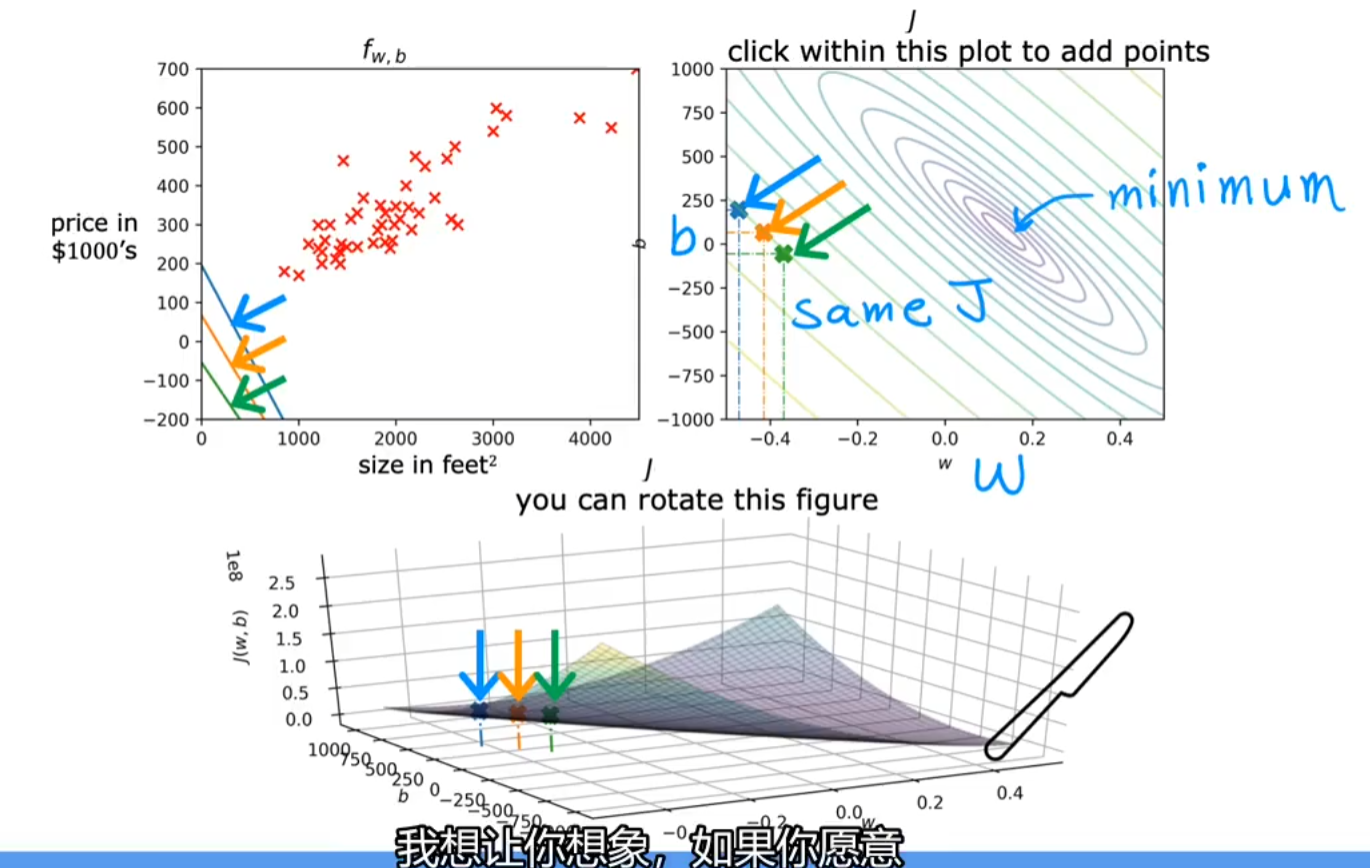 J
f w, b
click within this plot to add points
700
600
500
400
300
200
100
0
−100
−200
price in
$1000's
0
1000
2000
3000
4000
size in feet²
1000
750
500
250
0
−250
−500
−750
−1000
b
b
minimum
same J
−0.4
−0.2
0.0
0.2
0.4
w
W
J
you can rotate this figure
1e8
J(w,b)
2.5
2.0
1.5
1.0
0.5
0.0
1000
750
500
250
0
−250
−500
−750
b
−0.2
0.0
0.2
0.4
w
我想让你想象，如果你愿意